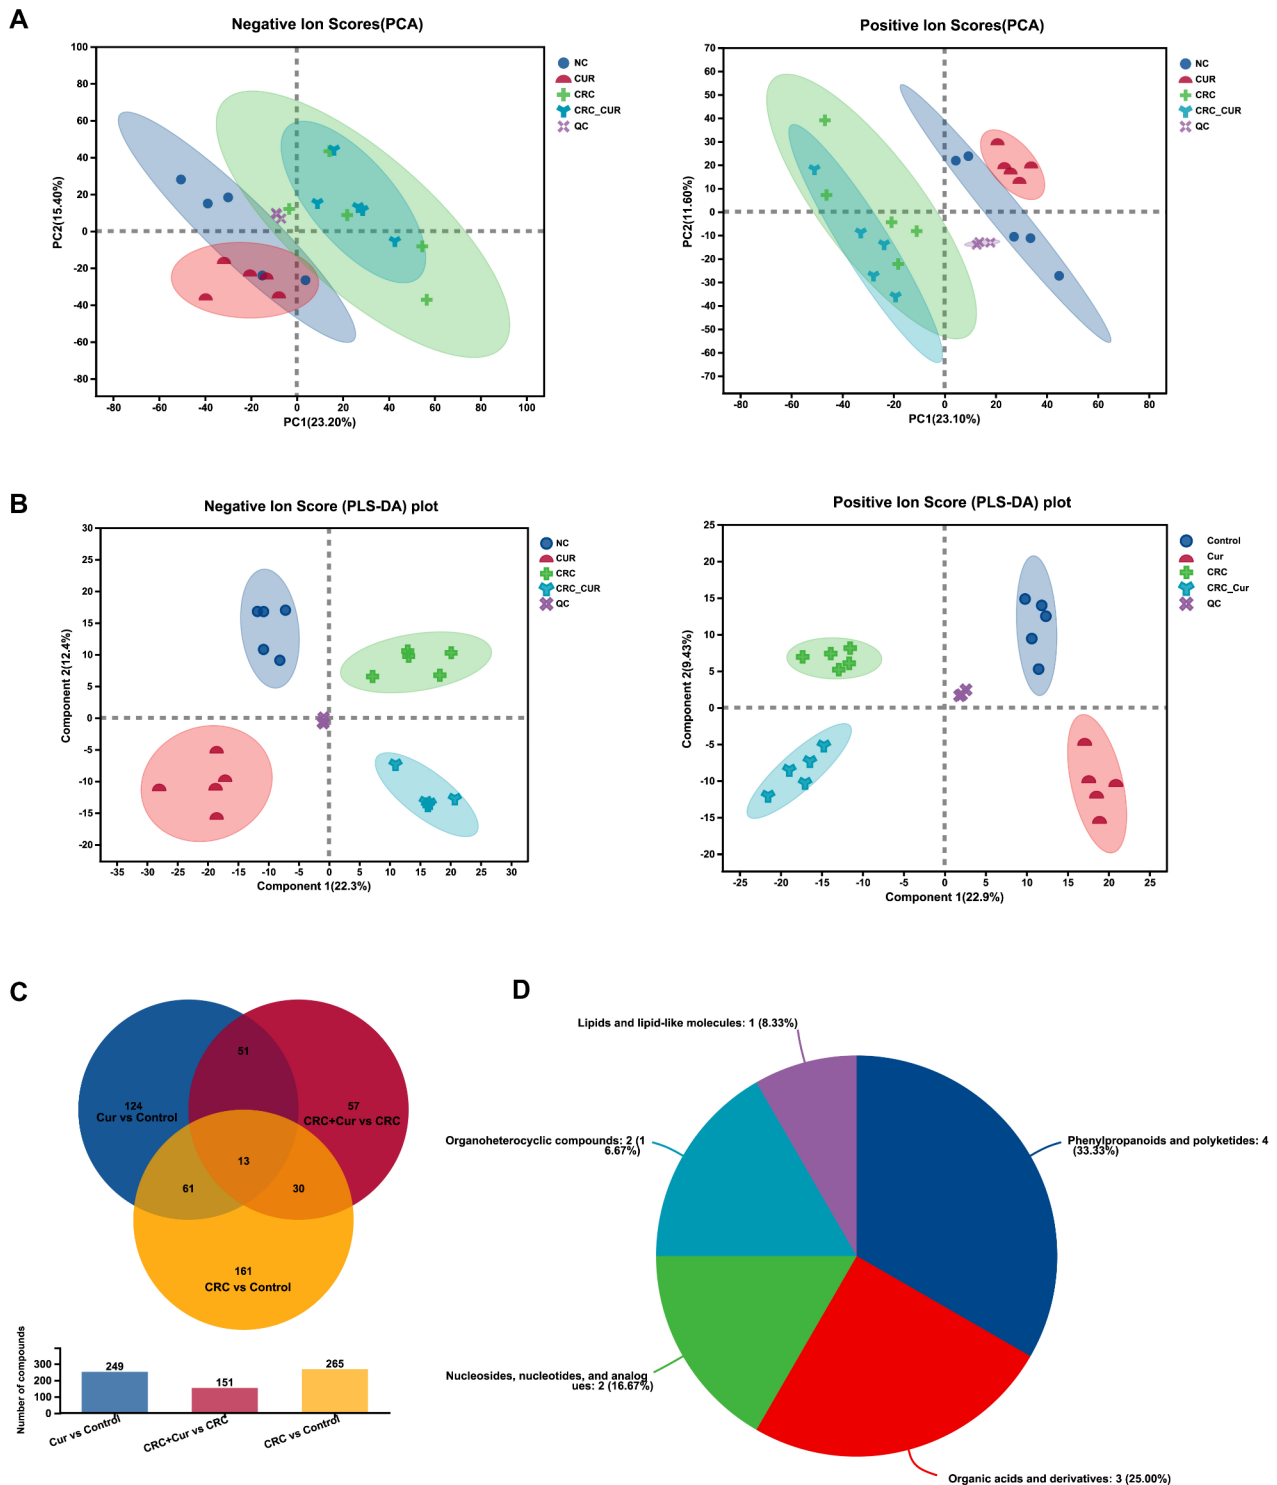 A
Negative Ion Scores(PCA)
100
80
60
40
20
0
-20
-40
-60
-80
PC2(15.40%)
-80 -60 -40 -20 0 20 40 60 80 100
PC1(23.20%)
NC
CUR
CRC
CRC_CUR
QC
Positive Ion Scores(PCA)
70
60
50
40
30
20
10
0
-10
-20
-30
-40
-50
-60
-70
PC2(11.60%)
-80 -60 -40 -20 0 20 40 60 80
PC1(23.10%)
NC
CUR
CRC
CRC_CUR
QC
B
Negative Ion Score (PLS-DA) plot
30
25
20
15
10
5
0
-5
-10
-15
-20
Component 2(12.4%)
-35 -30 -25 -20 -15 -10 -5 0 5 10 15 20 25 30
Component 1(22.3%)
NC
CUR
CRC
CRC_CUR
QC
Positive Ion Score (PLS-DA) plot
25
20
15
10
5
0
-5
-10
-15
-20
Component 2(9.43%)
-25 -20 -15 -10 -5 0 5 10 15 20 25
Component 1(22.9%)
Control
Cur
CRC
CRC_Cur
QC
C
51
124
Cur vs Control
57
CRC+Cur vs CRC
13
61
30
161
CRC vs Control
Number of compounds
300
200
100
0
249
151
265
Cur vs Control
CRC+Cur vs CRC
CRC vs Control
D
Lipids and lipid-like molecules: 1 (8.33%)
Organoheterocyclic compounds: 2 (1
6.67%)
Phenylpropanoids and polyketides: 4
(33.33%)
Nucleosides, nucleotides, and analog
ues: 2 (16.67%)
Organic acids and derivatives: 3 (25.00%)